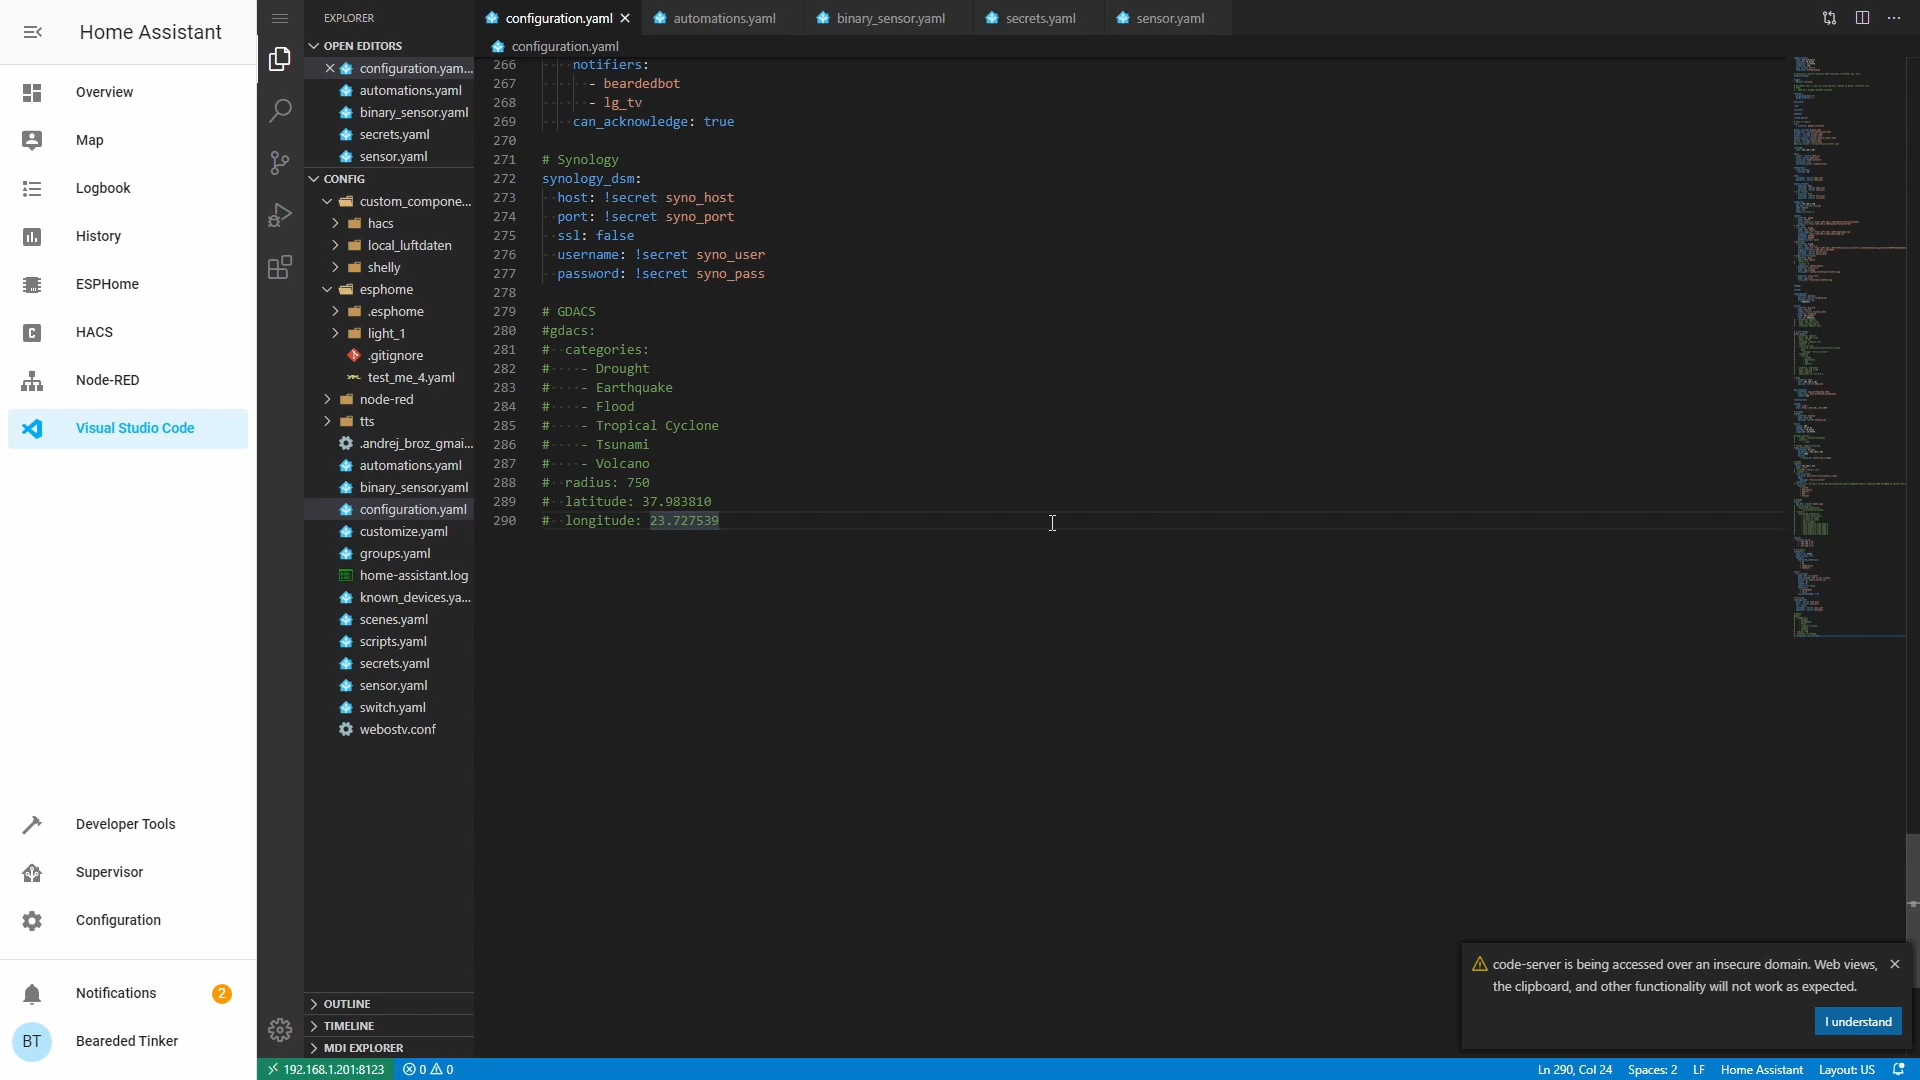 Home Assistant
Overview
Map
Logbook
History
ESPHome
HACS
Node-RED
Visual Studio Code
Developer Tools
Supervisor
Configuration
Notifications
2
BT
Bearded Tinker
EXPLORER
OPEN EDITORS
configuration.yam...
automations.yaml
binary_sensor.yaml
secrets.yaml
sensor.yaml
CONFIG
custom_compone...
hacs
local_luftdaten
shelly
esphome
.esphome
light_1
.gitignore
test_me_4.yaml
node-red
tts
.andrej_broz_gmai...
automations.yaml
binary_sensor.yaml
configuration.yaml
customize.yaml
groups.yaml
home-assistant.log
known_devices.ya...
scenes.yaml
scripts.yaml
secrets.yaml
sensor.yaml
switch.yaml
webostv.conf
OUTLINE
TIMELINE
MDI EXPLORER
configuration.yaml
automations.yaml
binary_sensor.yaml
secrets.yaml
sensor.yaml
configuration.yaml
266 notifiers:
267 - beardedbot
268 - lg_tv
269 can_acknowledge: true
270
271 # Synology
272 synology_dsm:
273 host: !secret syno_host
274 port: !secret syno_port
275 ssl: false
276 username: !secret syno_user
277 password: !secret syno_pass
278
279 # GDACS
280 #gdacs:
281 # categories:
282 # - Drought
283 # - Earthquake
284 # - Flood
285 # - Tropical Cyclone
286 # - Tsunami
287 # - Volcano
288 # radius: 750
289 # latitude: 37.983810
290 # longitude: 23.727539
code-server is being accessed over an insecure domain. Web views,
the clipboard, and other functionality will not work as expected.
I understand
192.168.1.201:8123
0 0
Ln 290, Col 24
Spaces: 2
LF
Home Assistant
Layout: US